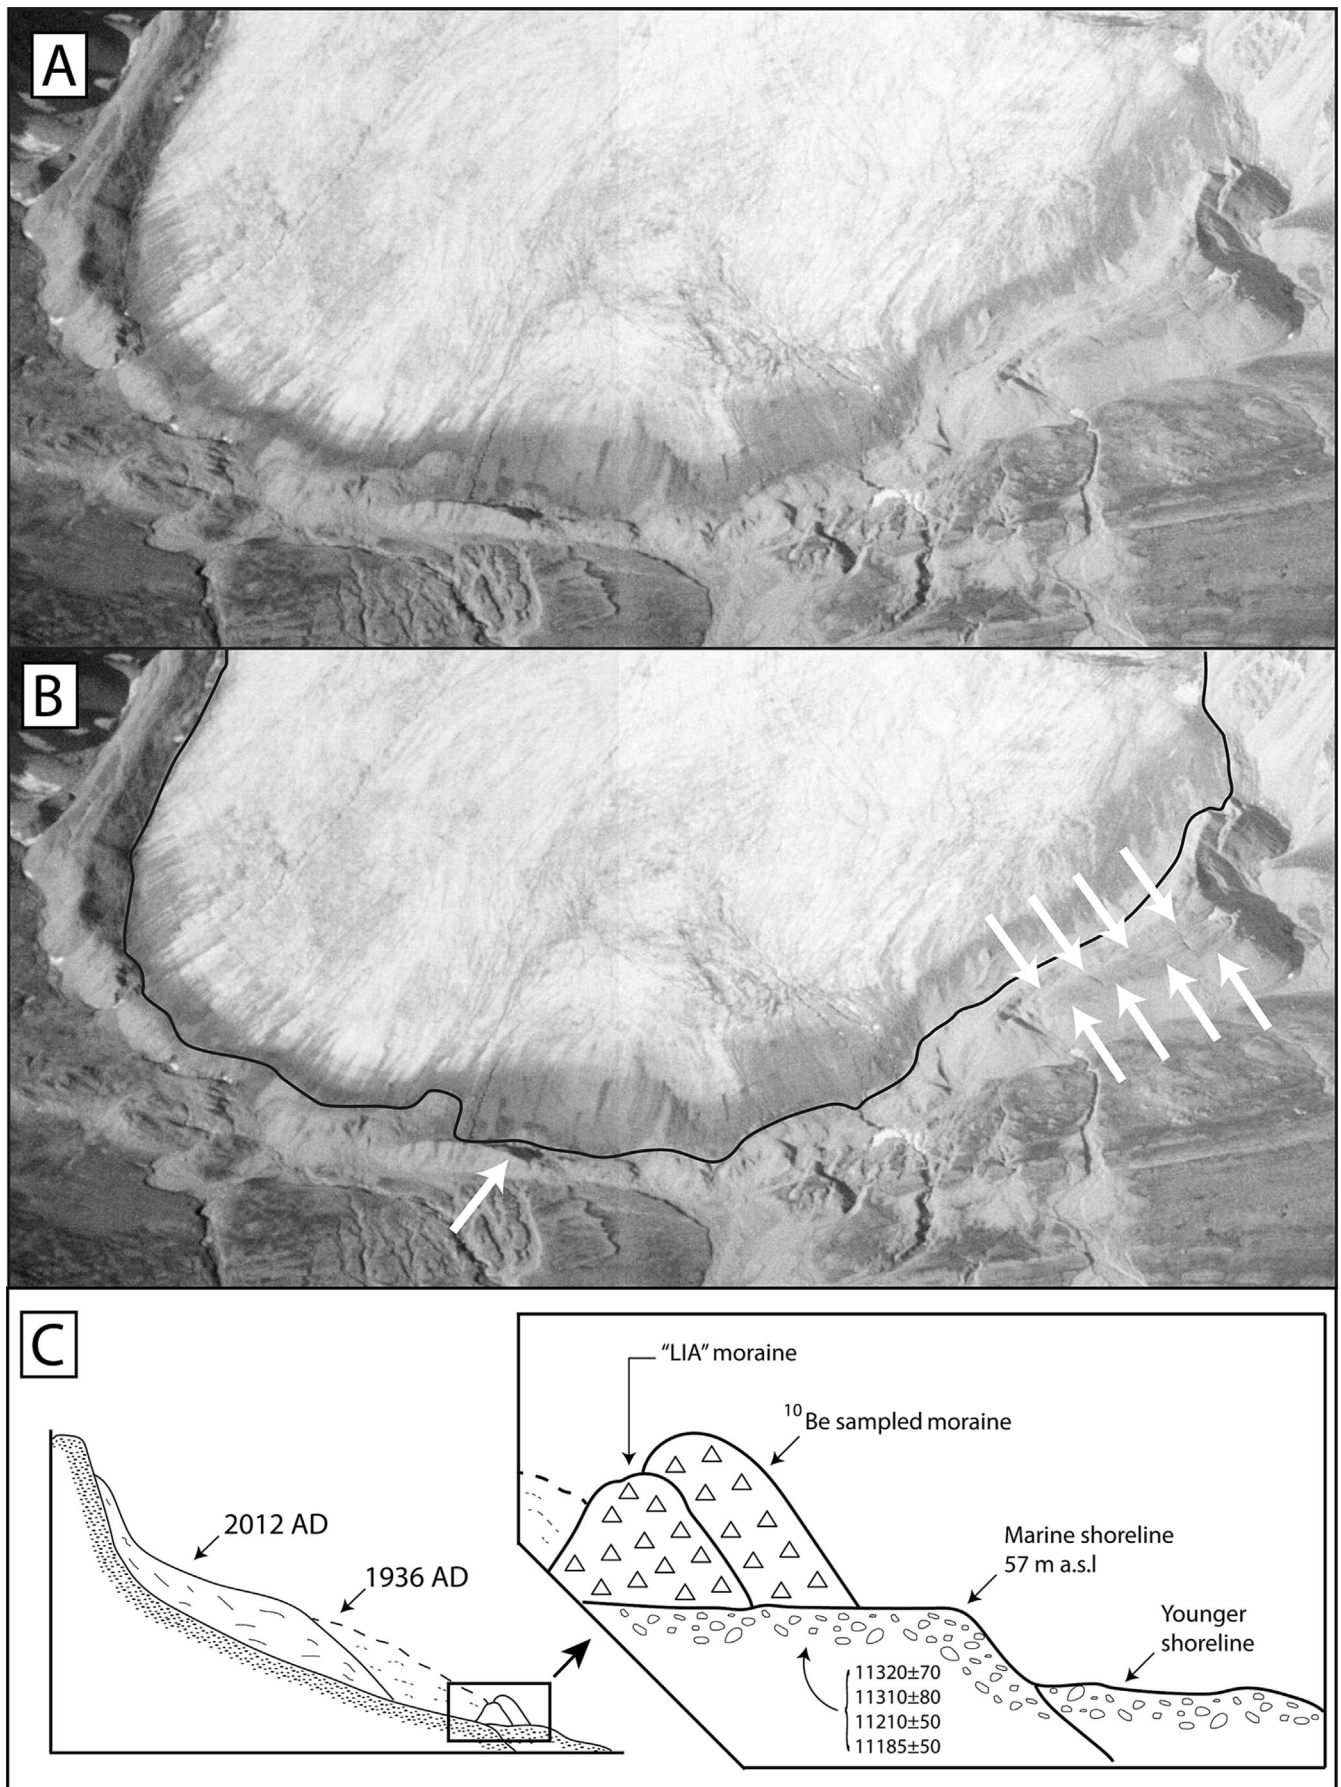 A
B
C
"LIA" moraine
10Be sampled moraine
2012 AD
1936 AD
Marine shoreline
57 m a.s.l
Younger
shoreline
11320±70
11310±80
11210±50
11185±50